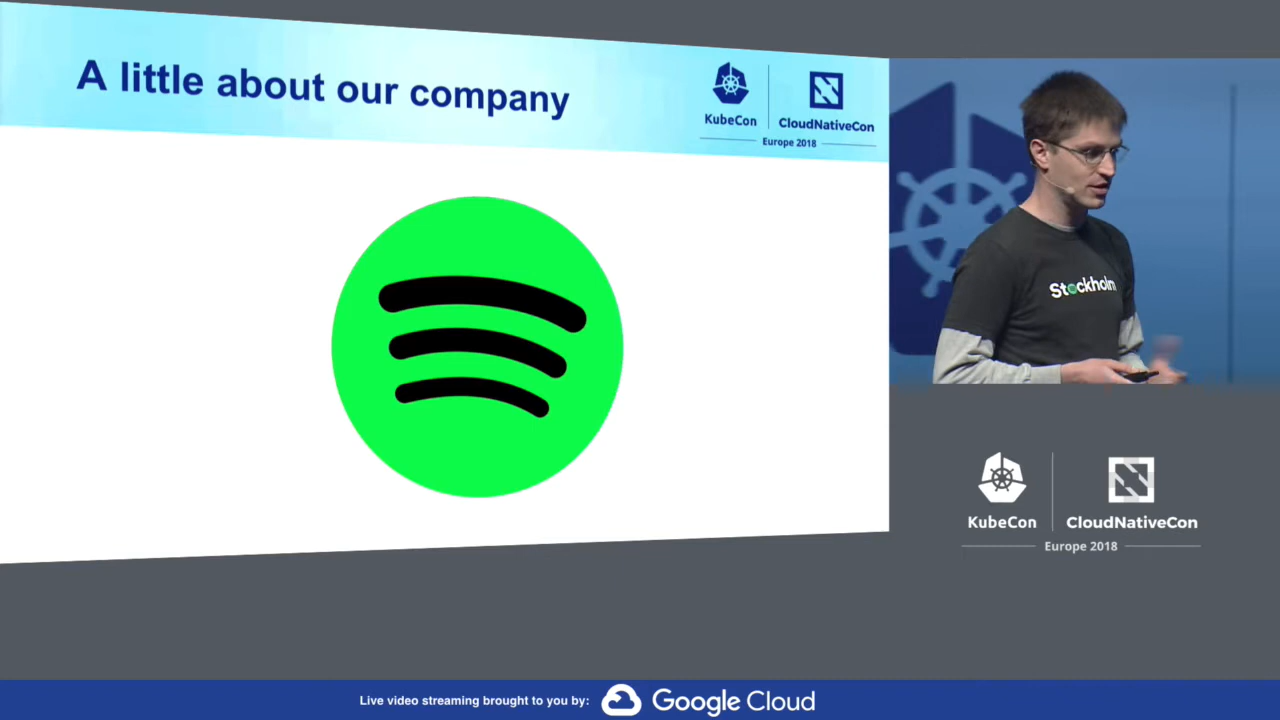 A little about our company
KubeCon
CloudNativeCon
Europe 2018
Stockholm
KubeCon
CloudNativeCon
Europe 2018
Live video streaming brought to you by:
Google Cloud